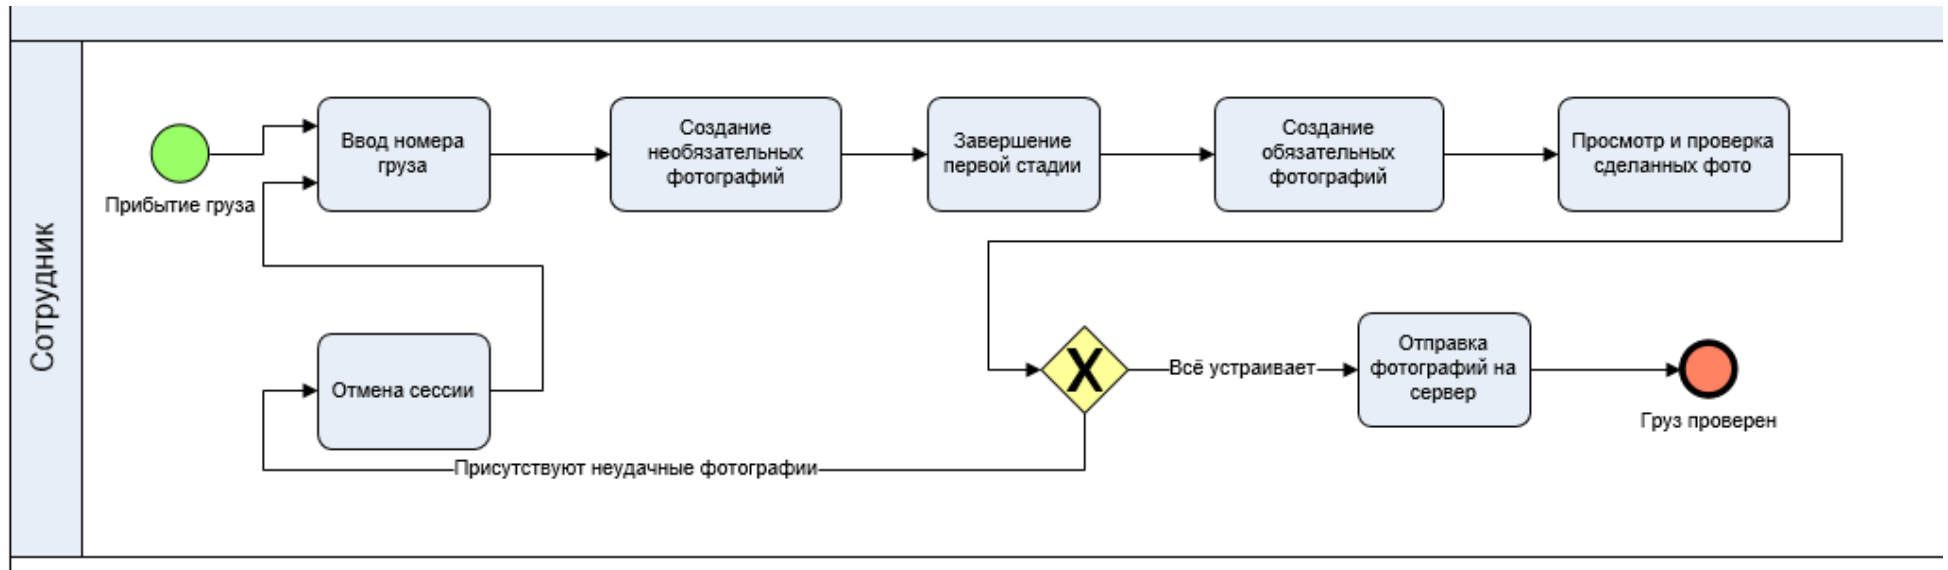 Сотрудник
Прибытие груза
Ввод номера
груза
Создание
необязательных
фотографий
Завершение
первой стадии
Создание
обязательных
фотографий
Просмотр и проверка
сделанных фото
Отмена сессии
X
Всё устраивает
Отправка
фотографий на
сервер
Груз проверен
Присутствуют неудачные фотографии